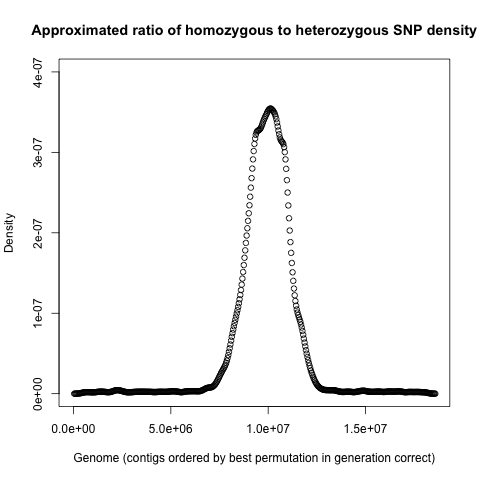 Approximated ratio of homozygous to heterozygous SNP density
4e-07
3e-07
2e-07
1e-07
0e+00
Density
0.0e+00 5.0e+06 1.0e+07 1.5e+07
Genome (contigs ordered by best permutation in generation correct)